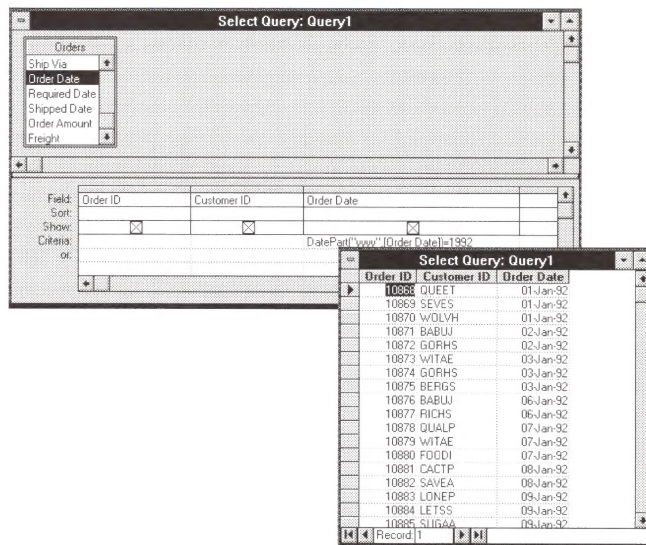 Select Query: Query1
Orders
Ship Via
Order Date
Required Date
Shipped Date
Order Amount
Freight
Field: Order ID Customer ID Order Date
Sort:
Show:
Criteria: DatePart("yyyy",[Order Date])=1992
or:
Select Query: Query1
Order ID Customer ID Order Date
10868 QUEET 01-Jan-92
10869 SEVES 01-Jan-92
10870 WOLVH 01-Jan-92
10871 BABUJ 02-Jan-92
10872 GORHS 02-Jan-92
10873 WITAE 03-Jan-92
10874 GORHS 03-Jan-92
10875 BERGS 03-Jan-92
10876 BABUJ 06-Jan-92
10877 RICHS 06-Jan-92
10878 QUALP 07-Jan-92
10879 WITAE 07-Jan-92
10880 FOODI 07-Jan-92
10881 CACTP 08-Jan-92
10882 SAVEA 08-Jan-92
10883 LONEP 09-Jan-92
10884 LETSS 09-Jan-92
10885 SUGAA 09-Jan-92
Record: 1